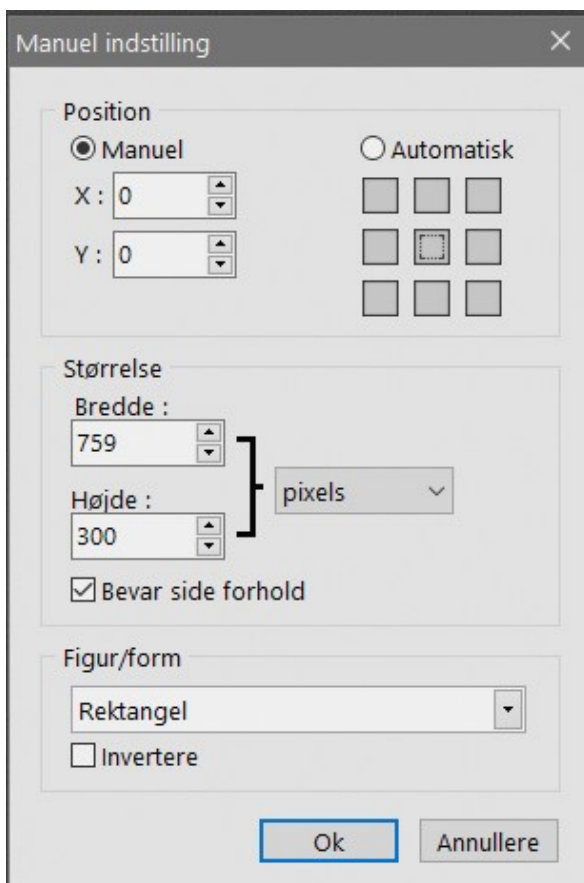 Manuel indstilling
Position
Manuel
Automatisk
X : 0
Y : 0
Størrelse
Bredde :
759
Højde :
300
pixels
Bevar side forhold
Figur/form
Rektangel
Invertere
Ok Annullere